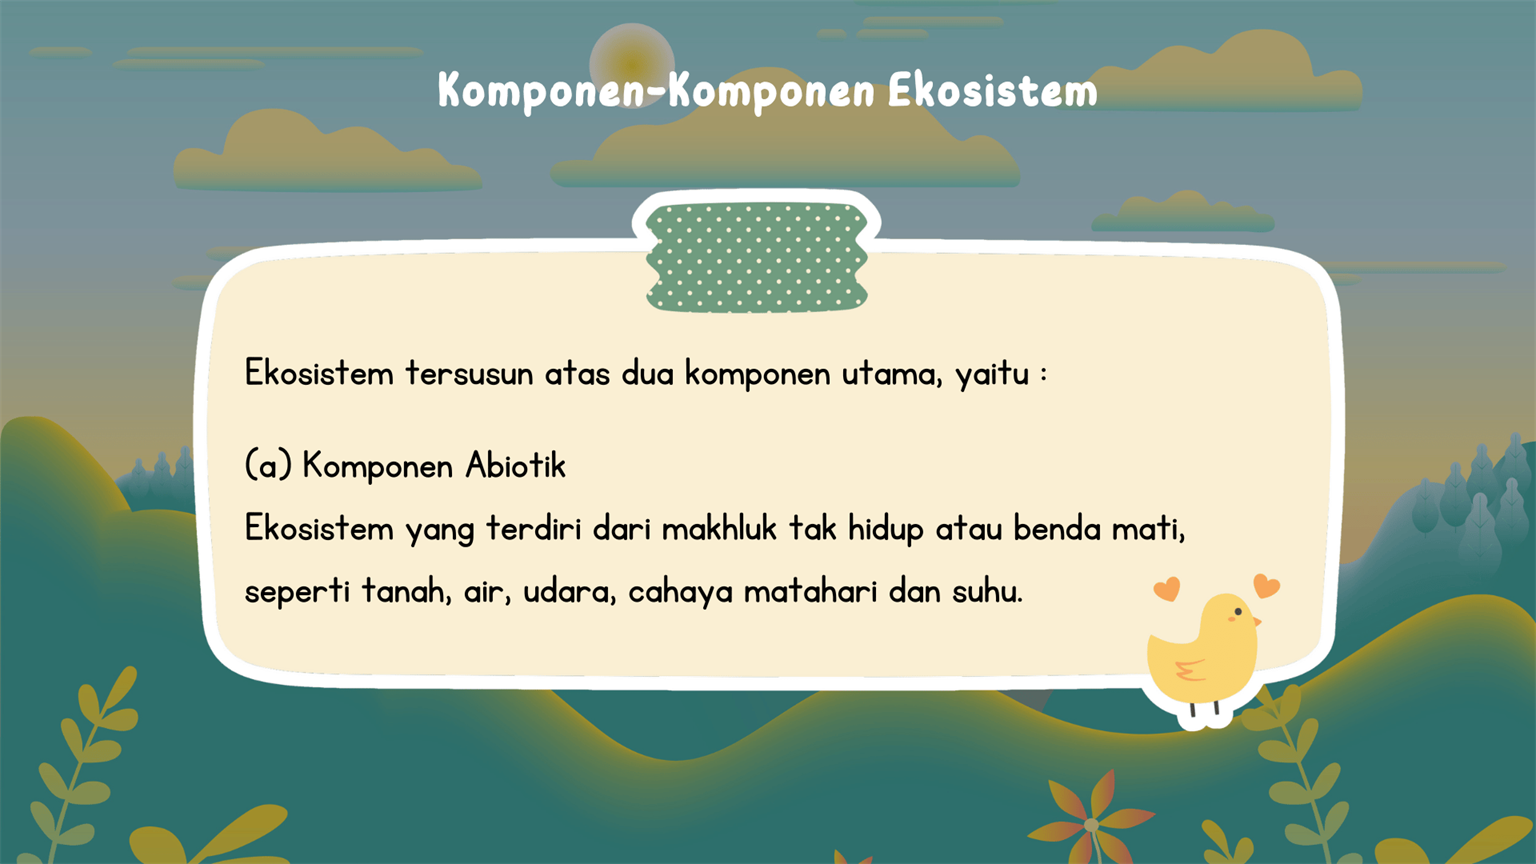 Komponen-Komponen Ekosistem
Ekosistem tersusun atas dua komponen utama, yaitu :
(a) Komponen Abiotik
Ekosistem yang terdiri dari makhluk tak hidup atau benda mati,
seperti tanah, air, udara, cahaya matahari dan suhu.